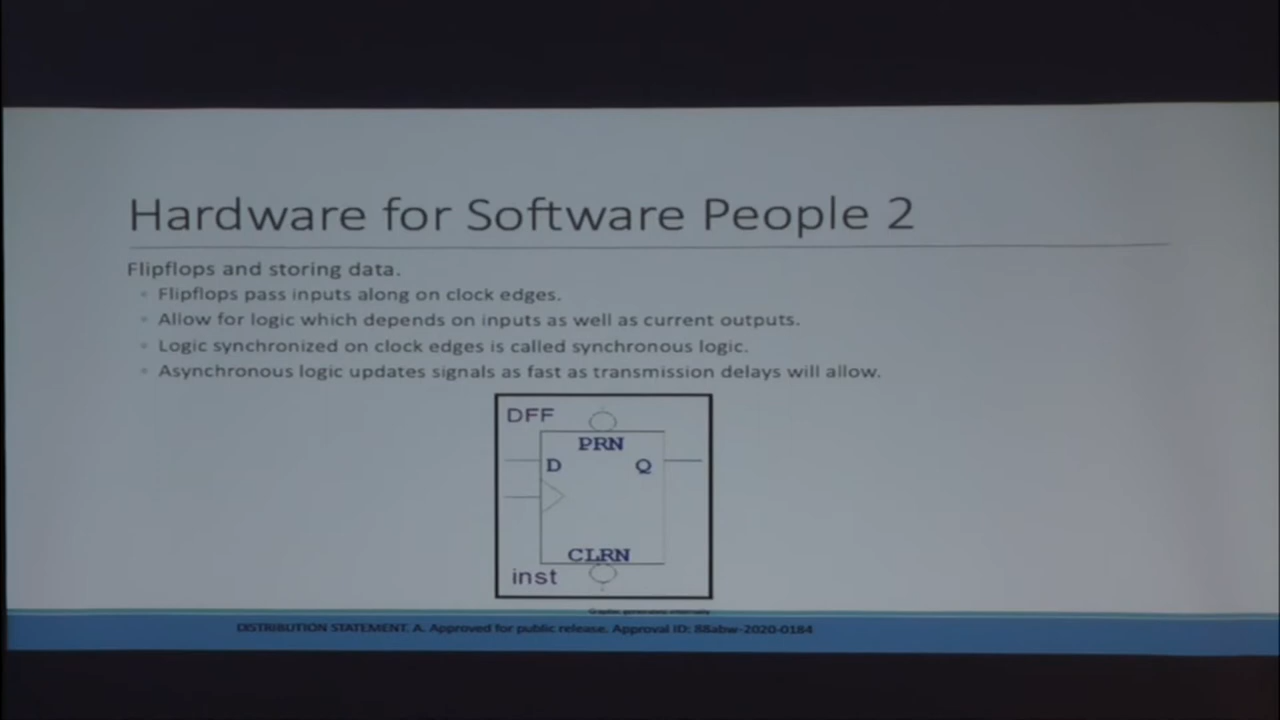 Hardware for Software People 2
Flipflops and storing data.
Flipflops pass inputs along on clock edges.
Allow for logic which depends on inputs as well as current outputs.
Logic synchronized on clock edges is called synchronous logic.
Asynchronous logic updates signals as fast as transmission delays will allow.
DFF
PRN
D Q
CLRN
inst
DISTRIBUTION STATEMENT. A. Approved for public release. Approval ID: 88abw-2020-0184